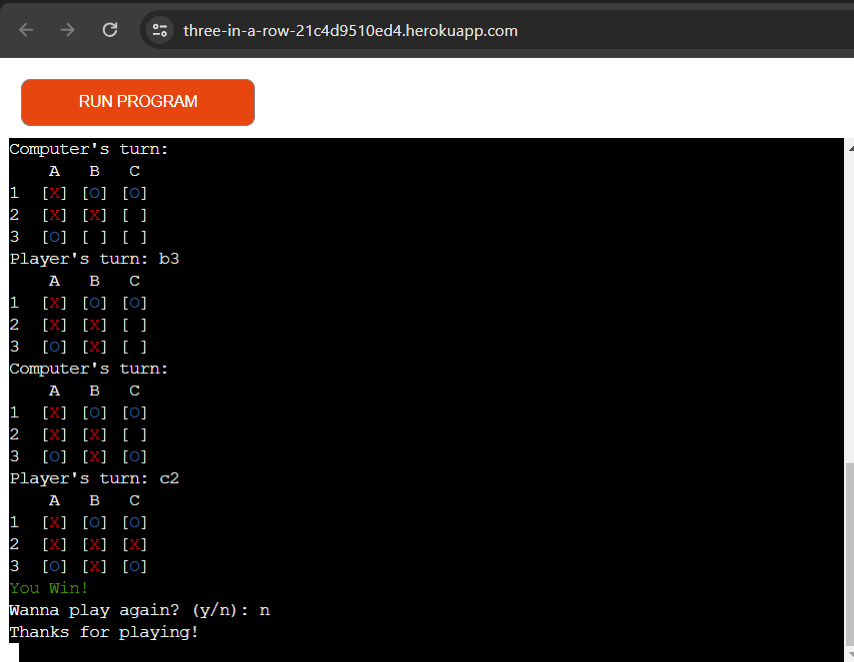 three-in-a-row-21c4d9510ed4.herokuapp.com
RUN PROGRAM
Computer's turn:
    A   B   C
1  [X] [O] [O]
2  [X] [X] [ ]
3  [O] [ ] [ ]
Player's turn: b3
    A   B   C
1  [X] [O] [O]
2  [X] [X] [ ]
3  [O] [X] [ ]
Computer's turn:
    A   B   C
1  [X] [O] [O]
2  [X] [X] [ ]
3  [O] [X] [O]
Player's turn: c2
    A   B   C
1  [X] [O] [O]
2  [X] [X] [X]
3  [O] [X] [O]
You Win!
Wanna play again? (y/n): n
Thanks for playing!